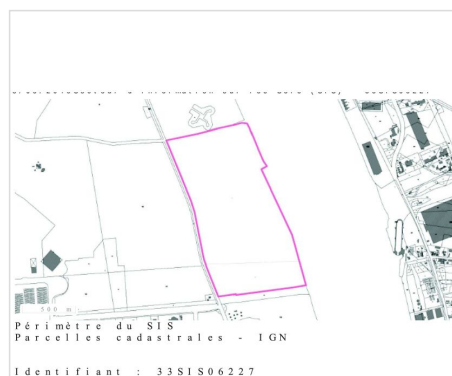 500 m
Périmètre du SIS
Parcelles cadastrales - IGN
Identifiant : 33SIS06227